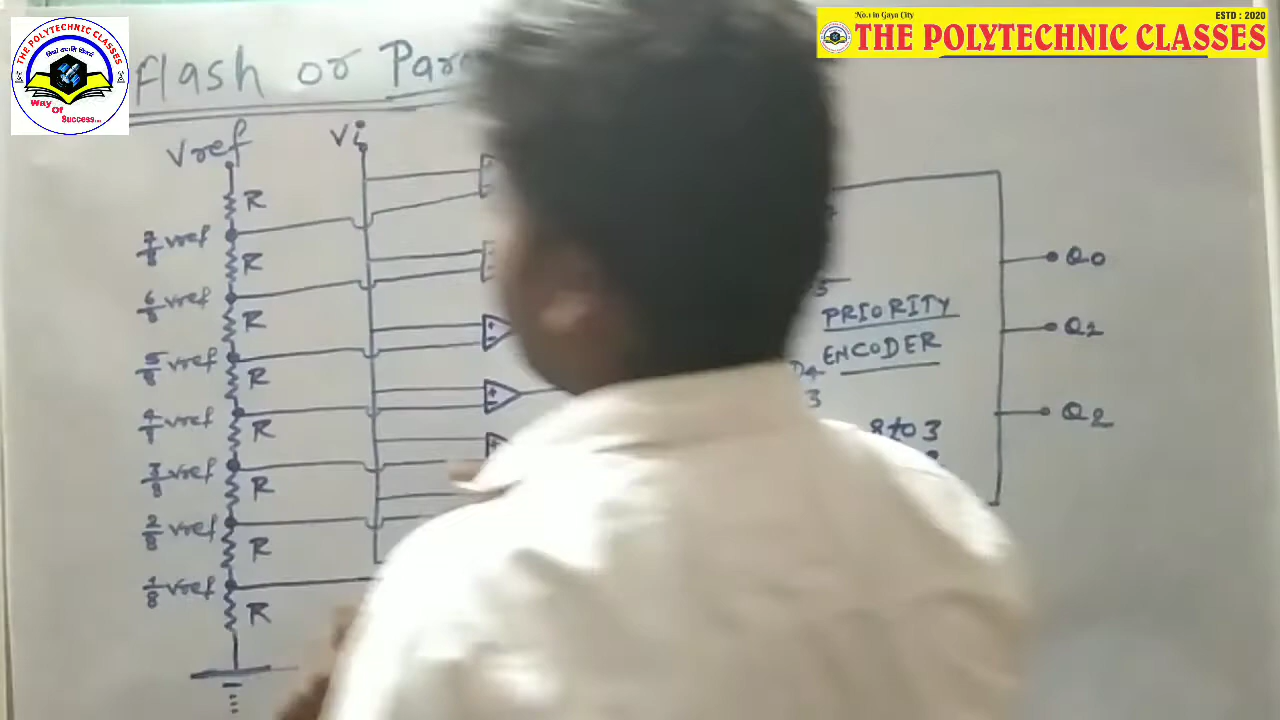 THE POLYTECHNIC CLASSES
Way Of Success...
No.1 In Gaya City
ESTD : 2020
THE POLYTECHNIC CLASSES
Flash or
Vref
Vi
R
7/8 Vref
R
6/8 Vref
R
5/8 Vref
R
4/8 Vref
R
3/8 Vref
R
2/8 Vref
R
1/8 Vref
R
PRIORITY
ENCODER
8 to 3
Q0
Q1
Q2